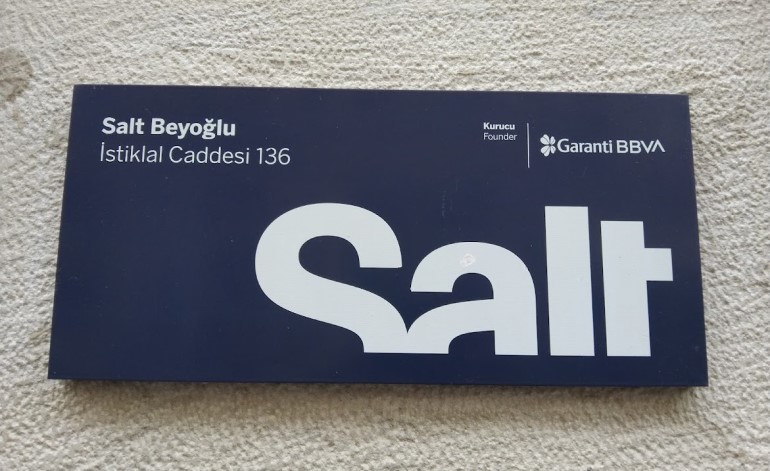 Salt Beyoğlu
İstiklal Caddesi 136
Kurucu
Founder
Garanti BBVA
Salt